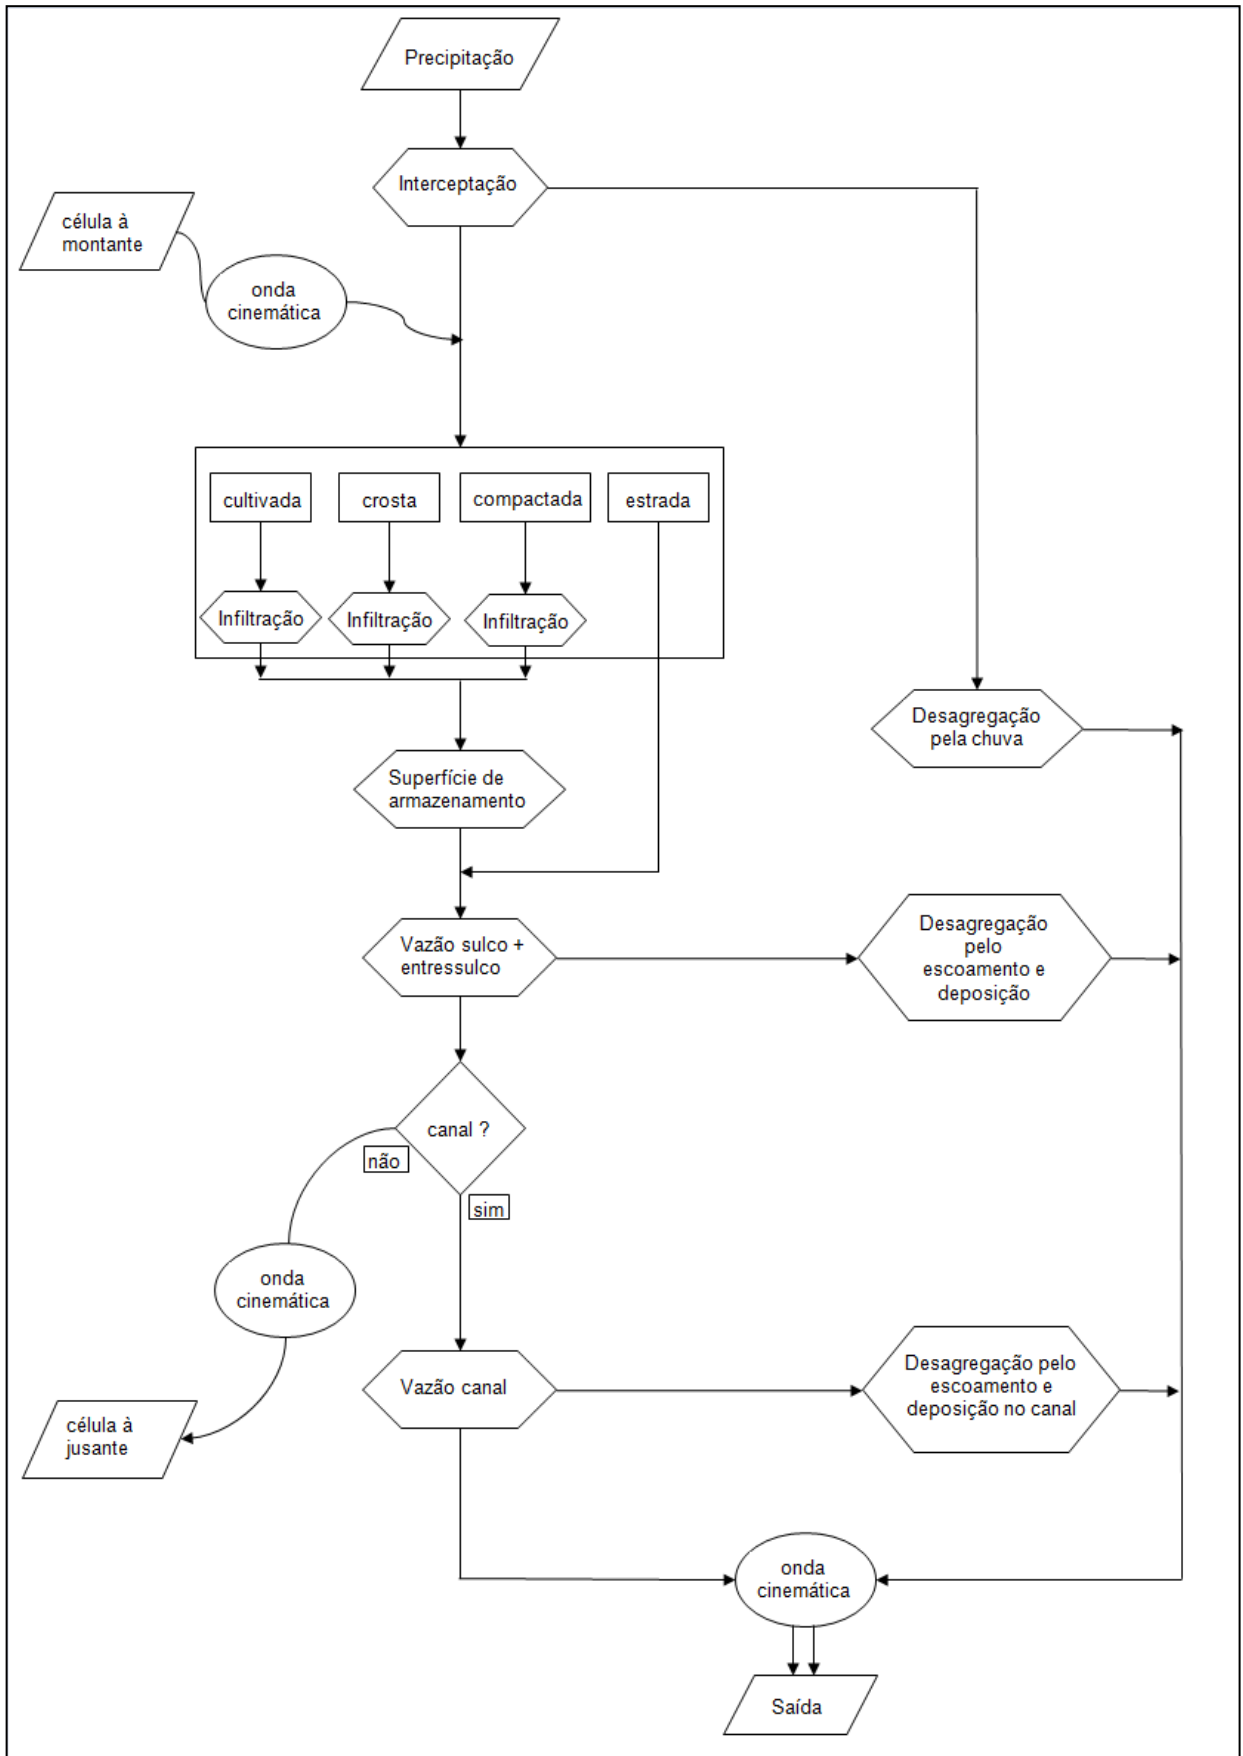 Precipitação
Interceptação
célula à
montante
onda
cinemática
cultivada
crosta
compactada
estrada
Infiltração
Infiltração
Infiltração
Desagregação
pela chuva
Superfície de
armazenamento
Vazão sulco +
entressulco
Desagregação
pelo
escoamento e
deposição
canal ?
não
sim
onda
cinemática
Vazão canal
Desagregação pelo
escoamento e
deposição no canal
célula à
jusante
onda
cinemática
Saída